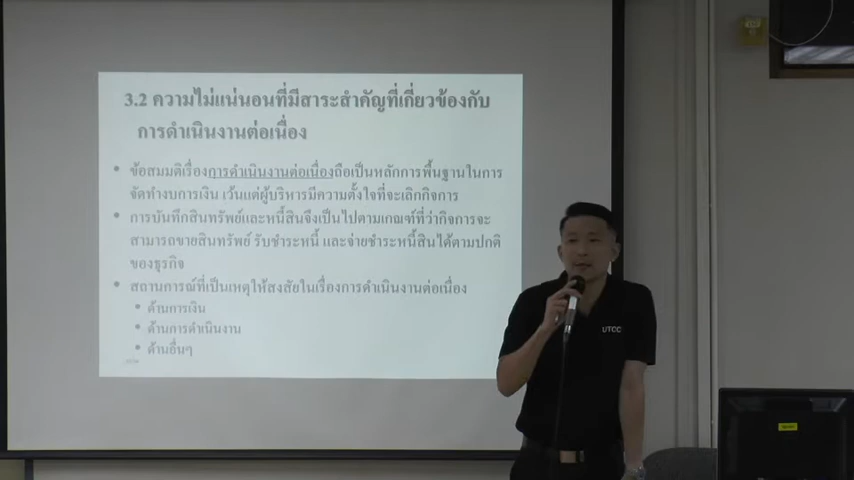 3.2 ความไม่แน่นอนที่มีสาระสำคัญที่เกี่ยวข้องกับ
การดำเนินงานต่อเนื่อง
• ข้อสมมติเรื่องการดำเนินงานต่อเนื่องถือเป็นหลักการพื้นฐานในการ
จัดทำงบการเงิน เว้นแต่ผู้บริหารมีความตั้งใจที่จะเลิกกิจการ
• การบันทึกสินทรัพย์และหนี้สินจึงเป็นไปตามเกณฑ์ที่ว่ากิจการจะ
สามารถขายสินทรัพย์ รับชำระหนี้ และจ่ายชำระหนี้สินได้ตามปกติ
ของธุรกิจ
• สถานการณ์ที่เป็นเหตุให้สงสัยในเรื่องการดำเนินงานต่อเนื่อง
• ด้านการเงิน
• ด้านการดำเนินงาน
• ด้านอื่นๆ
UTCC